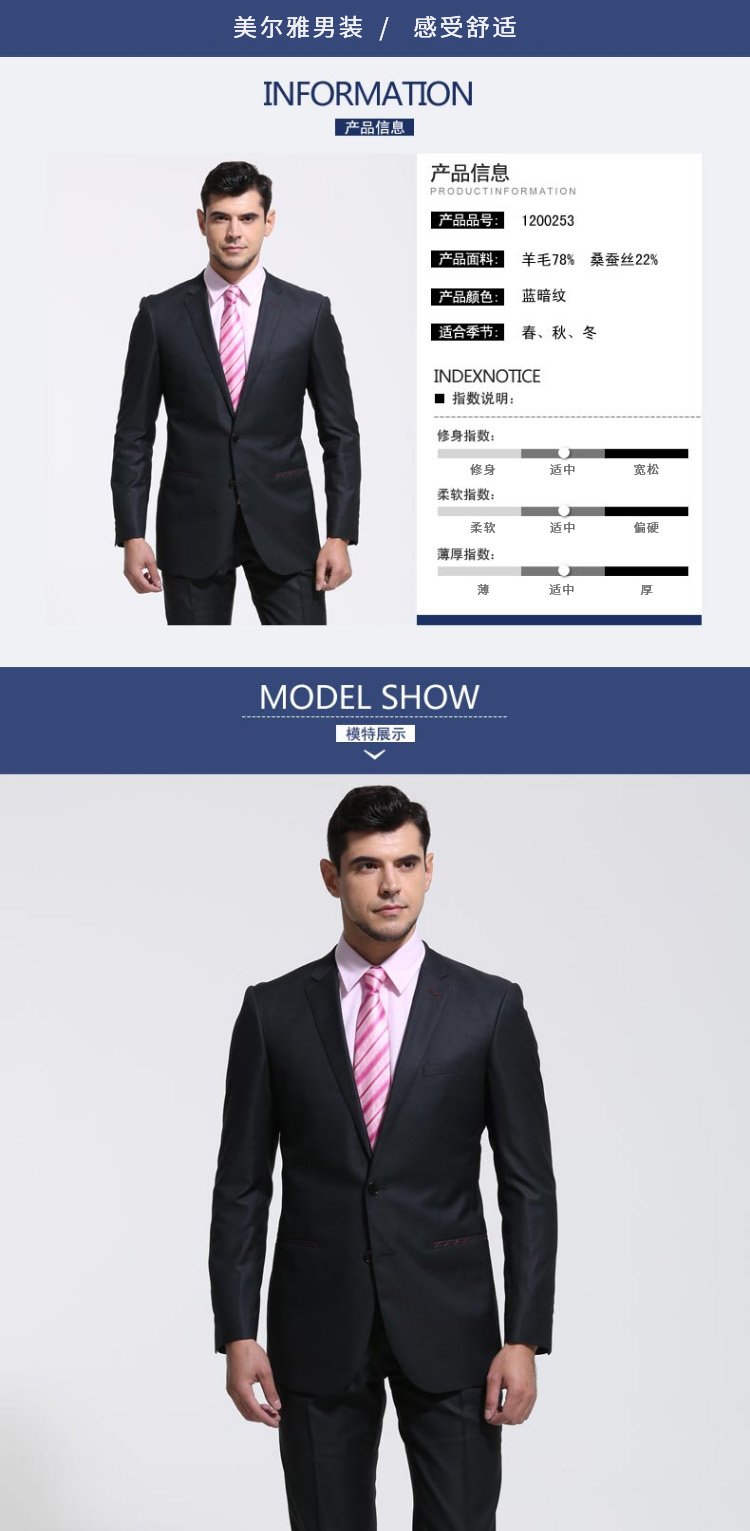 美尔雅男装 / 感受舒适
INFORMATION
产品信息
产品信息
PRODUCTINFORMATION
产品品号: 1200253
产品面料: 羊毛78% 桑蚕丝22%
产品颜色: 蓝暗纹
适合季节: 春、秋、冬
INDEXNOTICE
■ 指数说明:
修身指数:
修身 适中 宽松
柔软指数:
柔软 适中 偏硬
薄厚指数:
薄 适中 厚
MODEL SHOW
模特展示